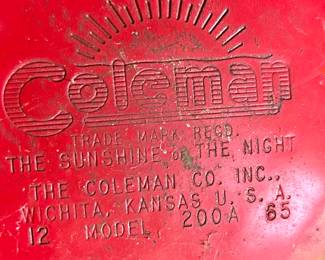 Coleman
TRADE MARK REGD.
THE SUNSHINE OF THE NIGHT
THE COLEMAN CO. INC.,
WICHITA, KANSAS U. S. A.
12 MODEL 200A 65